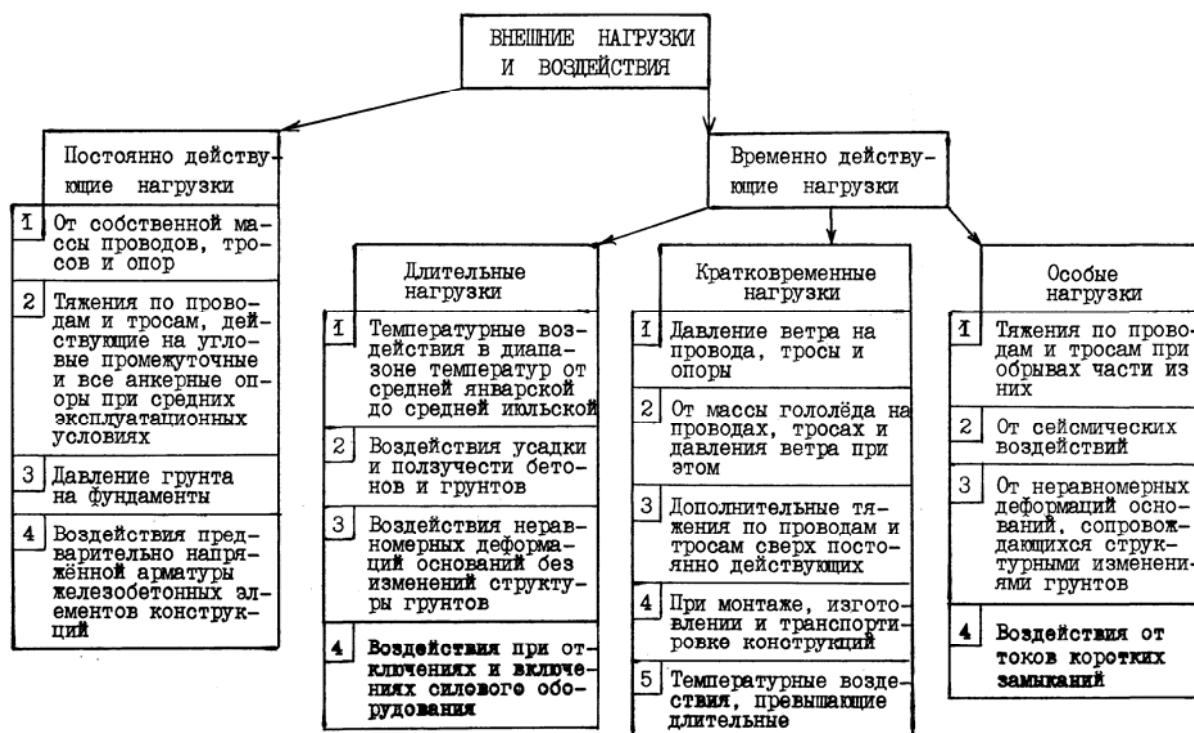 ВНЕШНИЕ НАГРУЗКИ
И ВОЗДЕЙСТВИЯ
Постоянно действу-
ющие нагрузки
1 От собственной ма-
ссы проводов, тро-
сов и опор
2 Тяжения по прово-
дам и тросам, дей-
ствующие на угло-
вые промежуточные
и все анкерные оп-
оры при средних
эксплуатационных
условиях
3 Давление грунта
на фундаменты
4 Воздействия пред-
варительно напря-
жённой арматуры
железобетонных эл-
ементов конструк-
ций
Временно действу-
ющие нагрузки
Длительные
нагрузки
1 Температурные воз-
действия в диапа-
зоне температур от
средней январской
до средней июльской
2 Воздействия усадки
и ползучести бето-
нов и грунтов
3 Воздействия нерав-
номерных деформа-
ций оснований без
изменений структу-
ры грунтов
4 Воздействия при от-
ключениях и включе-
ниях силового обо-
рудования
Кратковременные
нагрузки
1 Давление ветра на
провода, тросы и
опоры
2 От массы гололёда на
проводах, тросах и
давления ветра при
этом
3 Дополнительные тя-
жения по проводам и
тросам сверх посто-
янно действующих
4 При монтаже, изгото-
влении и транспорти-
ровке конструкций
5 Температурные возде-
ствия, превышающие
длительные
Особые
нагрузки
1 Тяжения по прово-
дам и тросам при
обрывах части из
них
2 От сейсмических
воздействий
3 От неравномерных
деформаций осно-
ваний, сопровож-
дающихся струк-
турными изменени-
ями грунтов
4 Воздействия от
токов коротких
замыканий